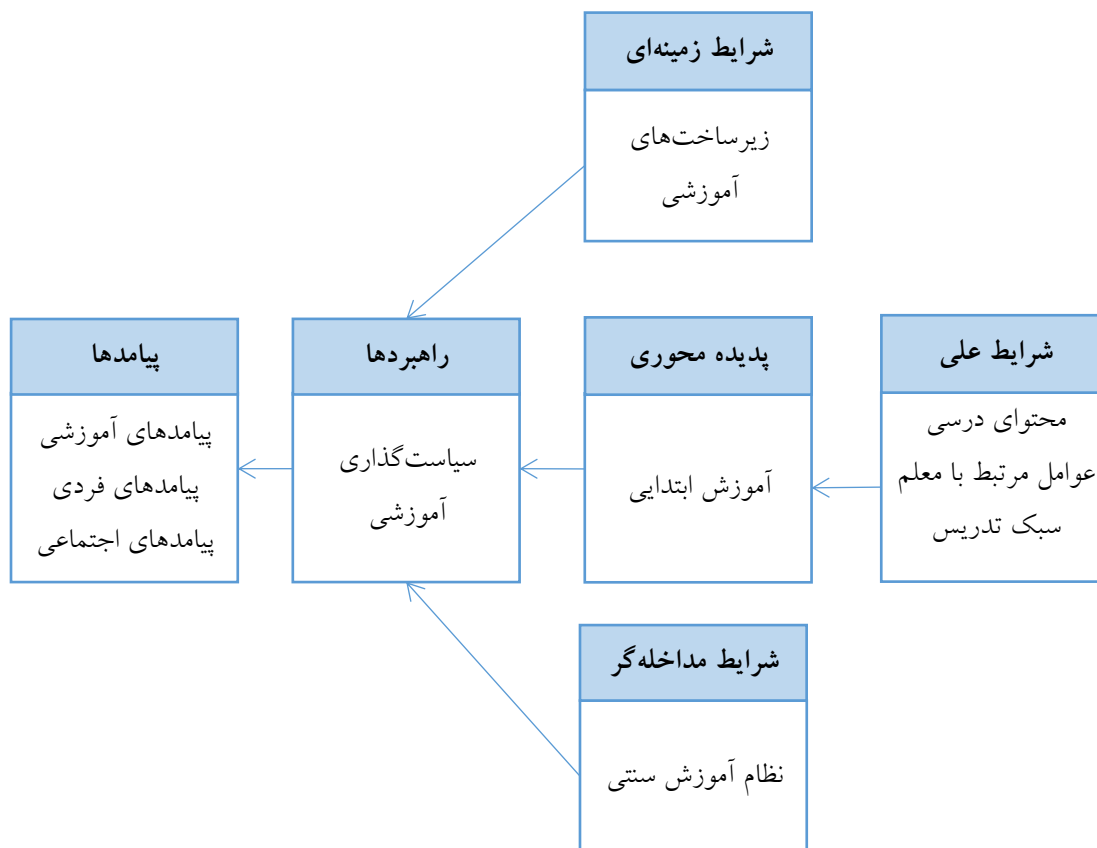 شرایط زمینه‌ای
زیرساخت‌های
آموزشی
شرایط علی
محتوای درسی
عوامل مرتبط با معلم
سبک تدریس
پدیده محوری
آموزش ابتدایی
راهبردها
سیاست‌گذاری
آموزشی
پیامدها
پیامدهای آموزشی
پیامدهای فردی
پیامدهای اجتماعی
شرایط مداخله‌گر
نظام آموزش سنتی